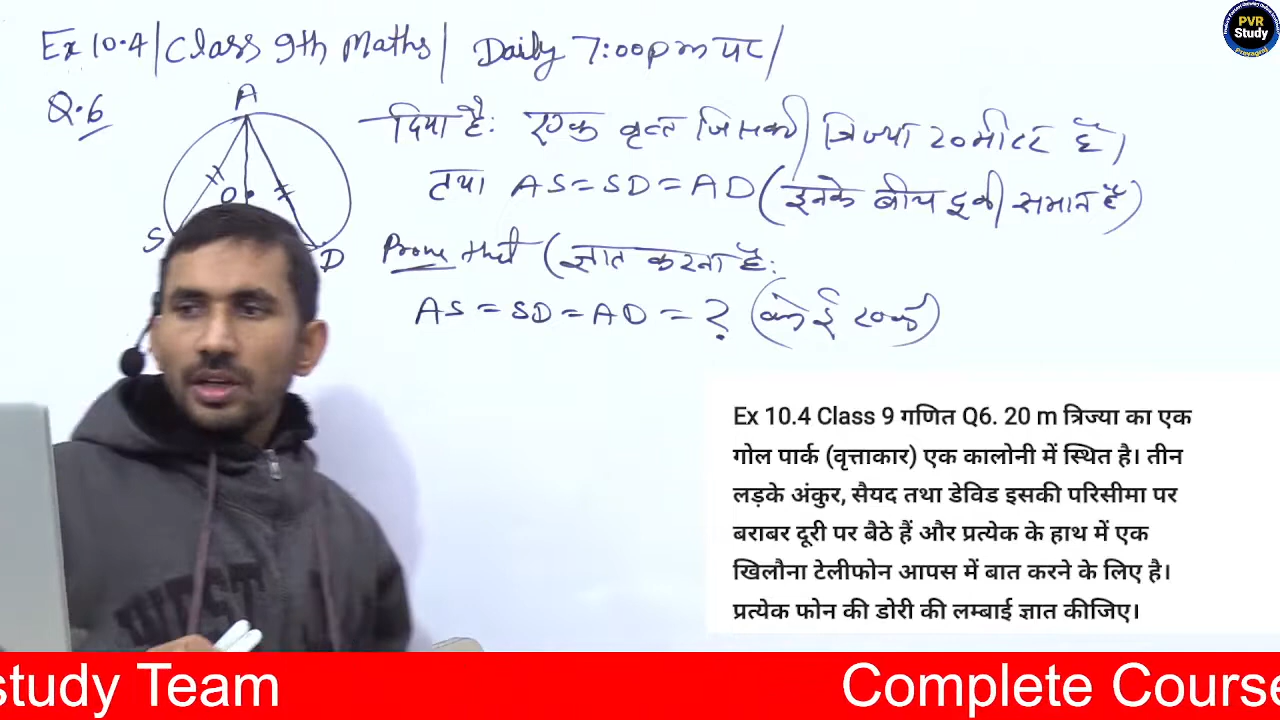 Ex 10.4 | Class 9th Maths | Daily 7:00pm पर |
Q.6
A
O
S
D
दिया है: एक वृत्त जिसकी त्रिज्या 20 मीटर है।
तथा AS = SD = AD (इनके बीच दूरी समान है)
Prove that (ज्ञात करना है:
AS = SD = AD = ? (कोई एक)
Ex 10.4 Class 9 गणित Q6. 20 m त्रिज्या का एक
गोल पार्क (वृत्ताकार) एक कालोनी में स्थित है। तीन
लड़के अंकुर, सैयद तथा डेविड इसकी परिसीमा पर
बराबर दूरी पर बैठे हैं और प्रत्येक के हाथ में एक
खिलौना टेलीफोन आपस में बात करने के लिए है।
प्रत्येक फोन की डोरी की लम्बाई ज्ञात कीजिए।
PVR
Study
Prayagraj
study Team Complete Course